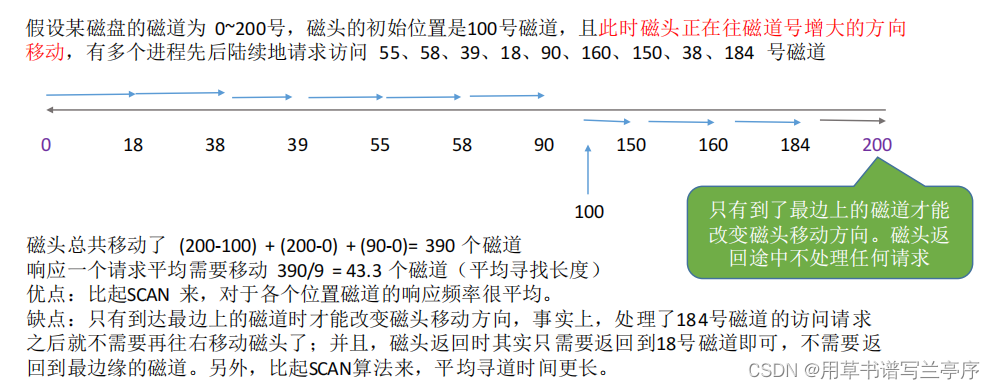 假设某磁盘的磁道为 0~200号，磁头的初始位置是100号磁道，且此时磁头正在往磁道号增大的方向
移动，有多个进程先后陆续地请求访问 55、58、39、18、90、160、150、38、184 号磁道
0 18 38 39 55 58 90 150 160 184 200
100
只有到了最边上的磁道才能
改变磁头移动方向。磁头返
回途中不处理任何请求
磁头总共移动了 (200-100) + (200-0) + (90-0)= 390 个磁道
响应一个请求平均需要移动 390/9 = 43.3 个磁道（平均寻找长度）
优点：比起SCAN 来，对于各个位置磁道的响应频率很平均。
缺点：只有到达最边上的磁道时才能改变磁头移动方向，事实上，处理了184号磁道的访问请求
之后就不需要再往右移动磁头了；并且，磁头返回时其实只需要返回到18号磁道即可，不需要返
回到最边缘的磁道。另外，比起SCAN算法来，平均寻道时间更长。
CSDN @用草书谱写兰亭序